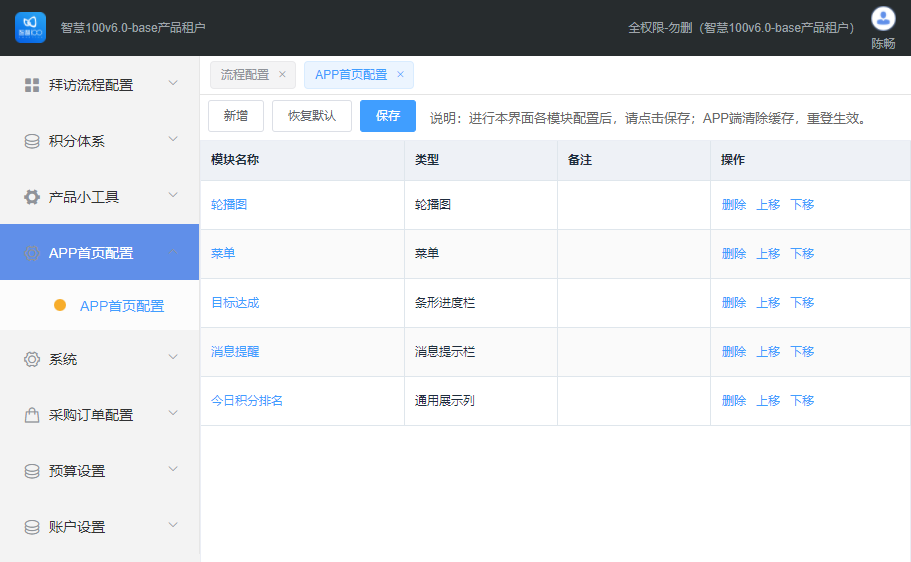 智慧100v6.0-base产品租户
全权限-勿删（智慧100v6.0-base产品租户）
陈畅
拜访流程配置
积分体系
产品小工具
APP首页配置
APP首页配置
系统
采购订单配置
预算设置
账户设置
流程配置 × APP首页配置 ×
新增 恢复默认 保存 说明：进行本界面各模块配置后，请点击保存；APP端清除缓存，重登生效。
模块名称 类型 备注 操作
轮播图 轮播图 删除 上移 下移
菜单 菜单 删除 上移 下移
目标达成 条形进度栏 删除 上移 下移
消息提醒 消息提示栏 删除 上移 下移
今日积分排名 通用展示列 删除 上移 下移